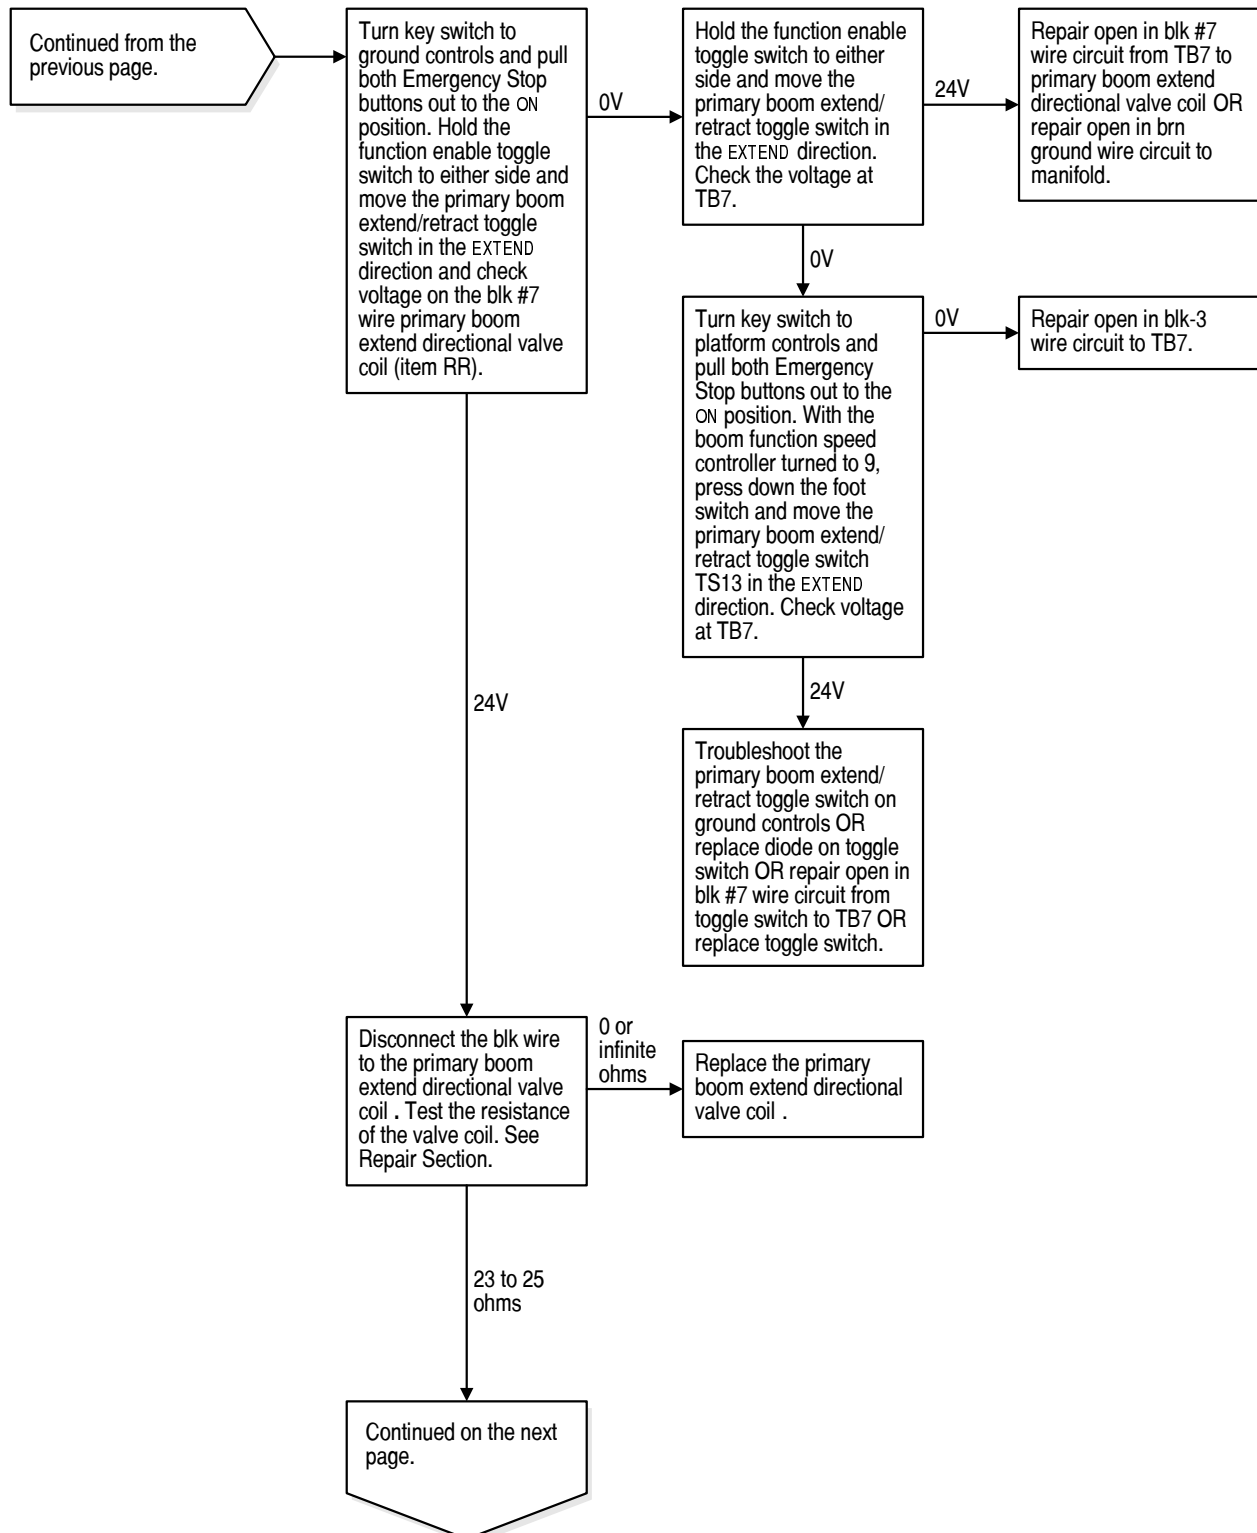 Continued from the
previous page.
Turn key switch to
ground controls and pull
both Emergency Stop
buttons out to the ON
position. Hold the
function enable toggle
switch to either side and
move the primary boom
extend/retract toggle
switch in the EXTEND
direction and check
voltage on the blk #7
wire primary boom
extend directional valve
coil (item RR).
0V
Hold the function enable
toggle switch to either
side and move the
primary boom extend/
retract toggle switch in
the EXTEND direction.
Check the voltage at
TB7.
24V
Repair open in blk #7
wire circuit from TB7 to
primary boom extend
directional valve coil OR
repair open in brn
ground wire circuit to
manifold.
0V
Turn key switch to
platform controls and
pull both Emergency
Stop buttons out to the
ON position. With the
boom function speed
controller turned to 9,
press down the foot
switch and move the
primary boom extend/
retract toggle switch
TS13 in the EXTEND
direction. Check voltage
at TB7.
0V
Repair open in blk-3
wire circuit to TB7.
24V
24V
Troubleshoot the
primary boom extend/
retract toggle switch on
ground controls OR
replace diode on toggle
switch OR repair open in
blk #7 wire circuit from
toggle switch to TB7 OR
replace toggle switch.
Disconnect the blk wire
to the primary boom
extend directional valve
coil . Test the resistance
of the valve coil. See
Repair Section.
0 or
infinite
ohms
Replace the primary
boom extend directional
valve coil .
23 to 25
ohms
Continued on the next
page.